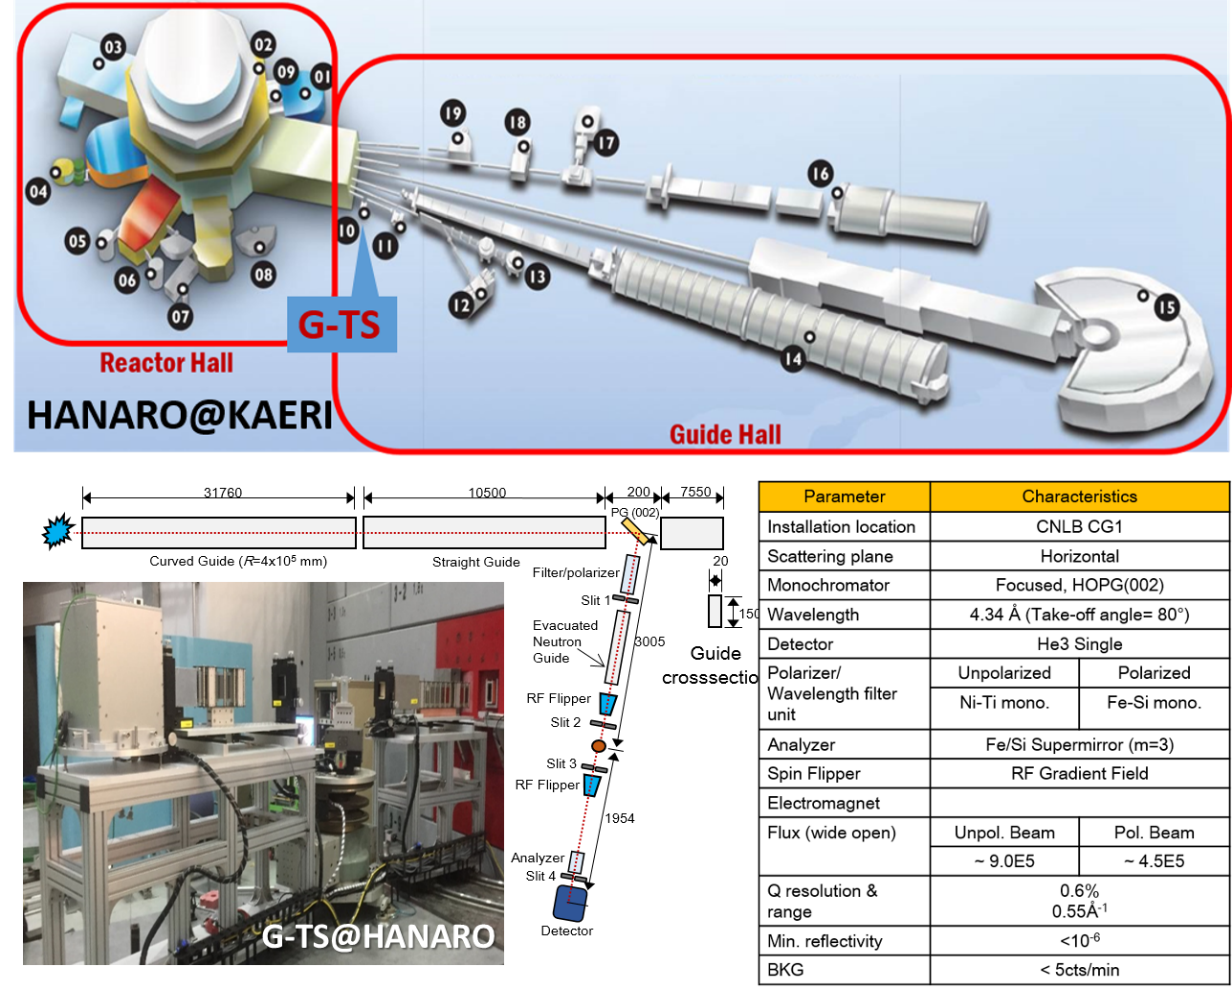 03
02
09
01
04
05
06
07
08
10
11
12
13
14
15
16
17
18
19
G-TS
Reactor Hall
HANARO@KAERI
Guide Hall
31760
10500
200
7550
PG (002)
Curved Guide (R=4x10⁵ mm)
Straight Guide
Filter/polarizer
Slit 1
20
150
Evacuated
Neutron
Guide
3005
Guide
crosssectio
RF Flipper
Slit 2
Slit 3
RF Flipper
1954
Analyzer
Slit 4
Detector
G-TS@HANARO
Parameter Characteristics
Installation location CNLB CG1
Scattering plane Horizontal
Monochromator Focused, HOPG(002)
Wavelength 4.34 Å (Take-off angle= 80°)
Detector He3 Single
Polarizer/
Wavelength filter
unit
Unpolarized Polarized
Ni-Ti mono. Fe-Si mono.
Analyzer Fe/Si Supermirror (m=3)
Spin Flipper RF Gradient Field
Electromagnet
Flux (wide open) Unpol. Beam Pol. Beam
~ 9.0E5 ~ 4.5E5
Q resolution &
range
0.6%
0.55Å⁻¹
Min. reflectivity <10⁻⁶
BKG < 5cts/min